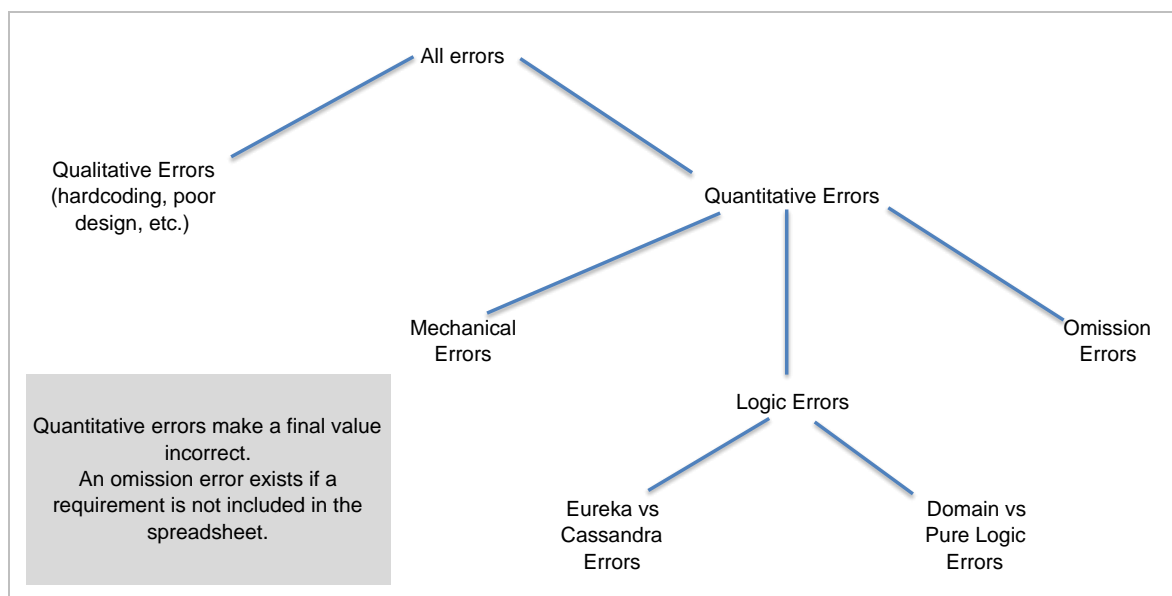 All errors
Qualitative Errors
(hardcoding, poor
design, etc.)
Quantitative Errors
Mechanical
Errors
Omission
Errors
Logic Errors
Quantitative errors make a final value
incorrect.
An omission error exists if a
requirement is not included in the
spreadsheet.
Eureka vs
Cassandra
Errors
Domain vs
Pure Logic
Errors